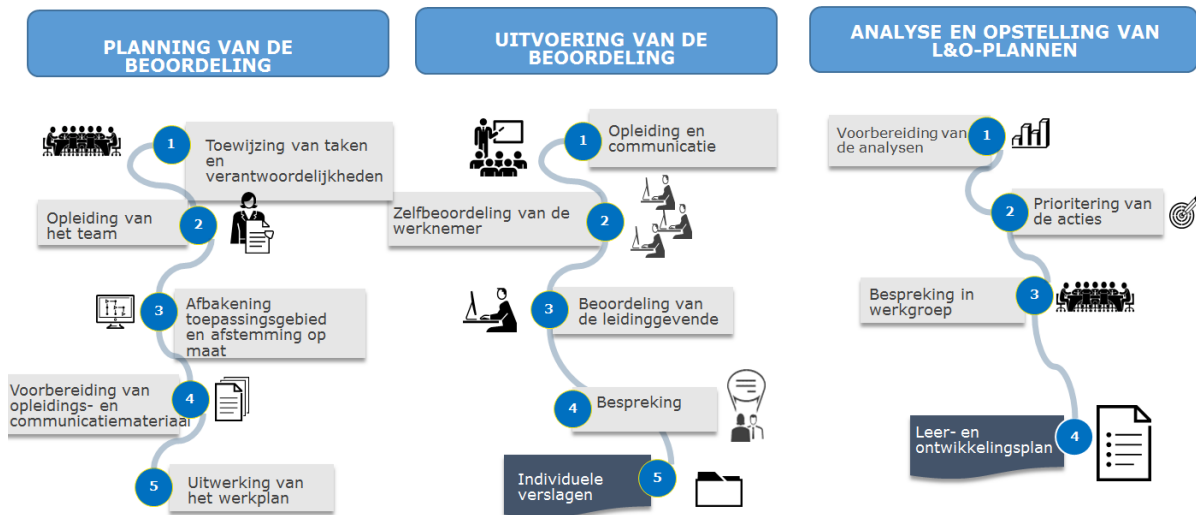 PLANNING VAN DE
BEOORDELING
1
Toewijzing van taken
en
verantwoordelijkheden
Opleiding van
het team
2
3
Afbakening
toepassingsgebied
en afstemming op
maat
Voorbereiding van
opleidings- en
communicatiemateriaal
4
5
Uitwerking van
het werkplan
UITVOERING VAN DE
BEOORDELING
1
Opleiding en
communicatie
Zelfbeoordeling van de
werknemer
2
3
Beoordeling van
de leidinggevende
4
Bespreking
Individuele
verslagen
5
ANALYSE EN OPSTELLING VAN
L&O-PLANNEN
Voorbereiding van
de analysen
1
2
Prioritering van
de acties
Bespreking in
werkgroep
3
Leer- en
ontwikkelingsplan
4